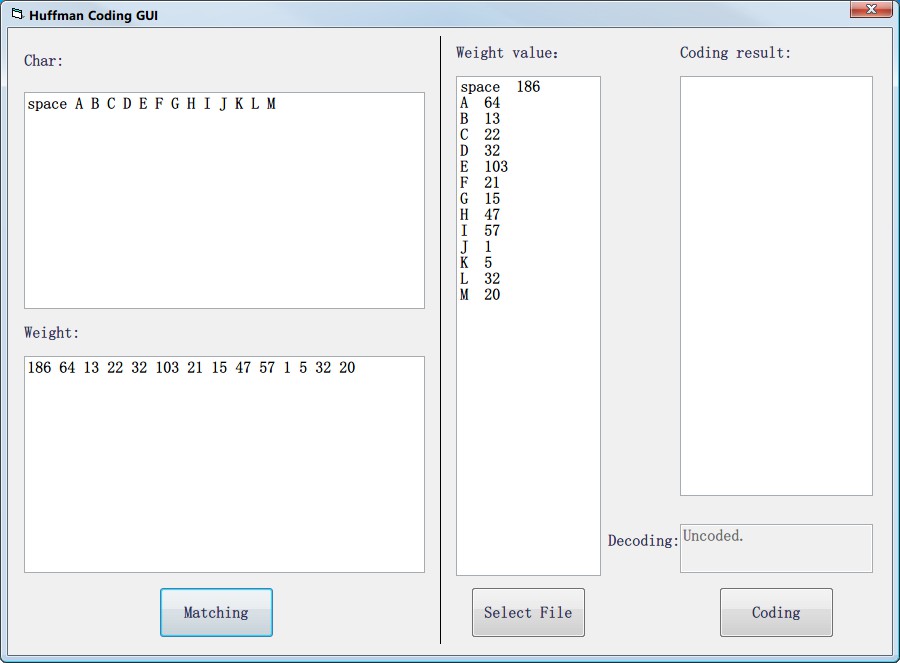 Huffman Coding GUI
Char:
space A B C D E F G H I J K L M
Weight:
186 64 13 22 32 103 21 15 47 57 1 5 32 20
Matching
Weight value:
space 186
A 64
B 13
C 22
D 32
E 103
F 21
G 15
H 47
I 57
J 1
K 5
L 32
M 20
Select File
Coding result:
Decoding:
Uncoded.
Coding